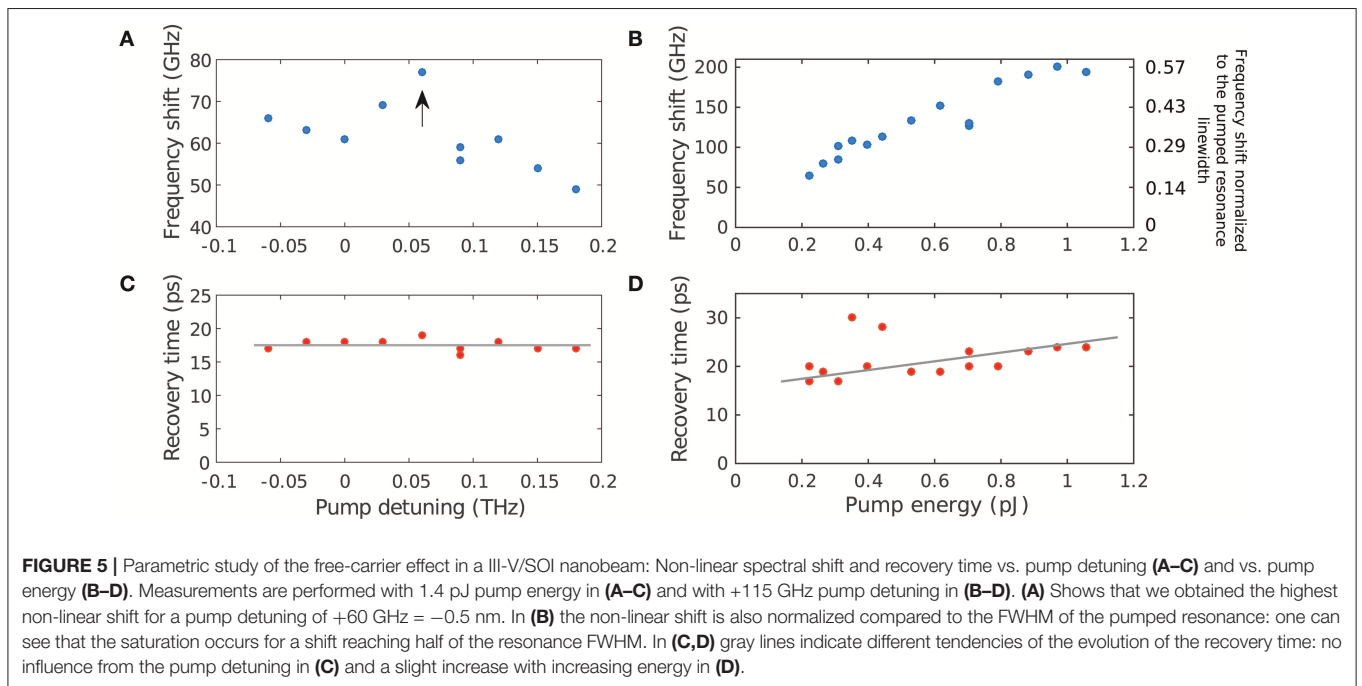 A
Frequency shift (GHz)
80
70
60
50
40
-0.1
-0.05
0
0.05
0.1
0.15
0.2
B
Frequency shift (GHz)
200
150
100
50
0
0
0.2
0.4
0.6
0.8
1
1.2
0.57
0.43
0.29
0.14
0
Frequency shift normalized
to the pumped resonance
linewidth
C
Recovery time (ps)
25
20
15
10
5
0
-0.1
-0.05
0
0.05
0.1
0.15
0.2
Pump detuning (THz)
D
Recovery time (ps)
30
20
10
0
0
0.2
0.4
0.6
0.8
1
1.2
Pump energy (pJ)
FIGURE 5 | Parametric study of the free-carrier effect in a III-V/SOI nanobeam: Non-linear spectral shift and recovery time vs. pump detuning (A–C) and vs. pump
energy (B–D). Measurements are performed with 1.4 pJ pump energy in (A–C) and with +115 GHz pump detuning in (B–D). (A) Shows that we obtained the highest
non-linear shift for a pump detuning of +60 GHz = −0.5 nm. In (B) the non-linear shift is also normalized compared to the FWHM of the pumped resonance: one can
see that the saturation occurs for a shift reaching half of the resonance FWHM. In (C,D) gray lines indicate different tendencies of the evolution of the recovery time: no
influence from the pump detuning in (C) and a slight increase with increasing energy in (D).